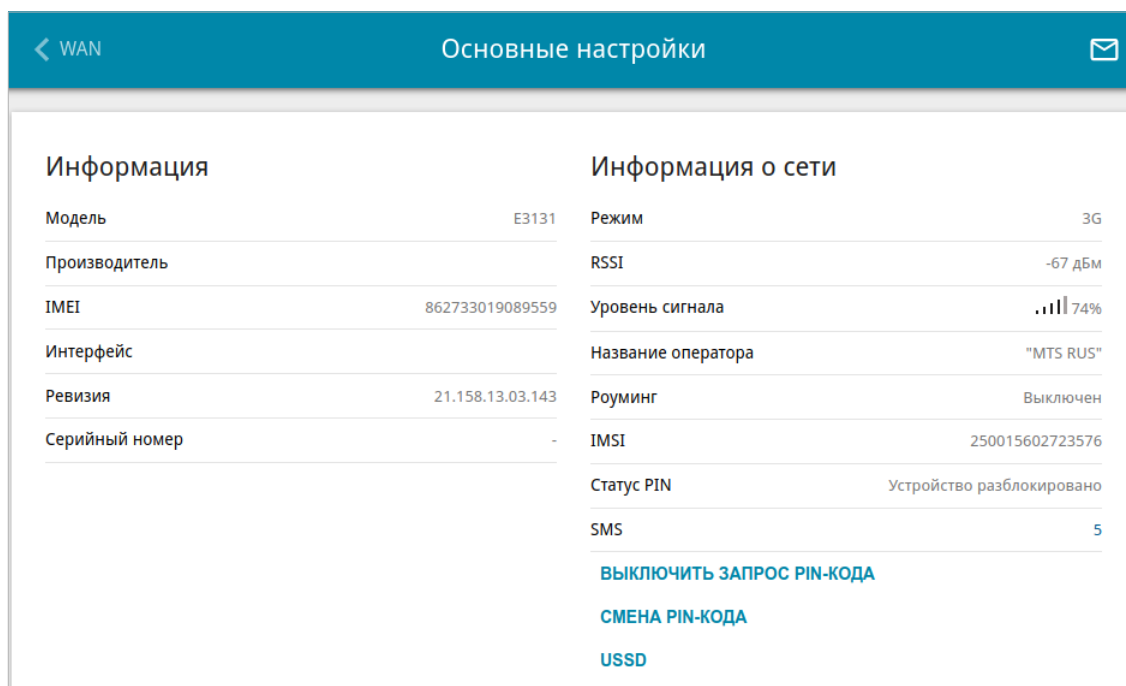 WAN
Основные настройки
Информация
Модель E3131
Производитель
IMEI 862733019089559
Интерфейс
Ревизия 21.158.13.03.143
Серийный номер -
Информация о сети
Режим 3G
RSSI -67 дБм
Уровень сигнала 74%
Название оператора "MTS RUS"
Роуминг Выключен
IMSI 250015602723576
Статус PIN Устройство разблокировано
SMS 5
ВЫКЛЮЧИТЬ ЗАПРОС PIN-КОДА
СМЕНА PIN-КОДА
USSD